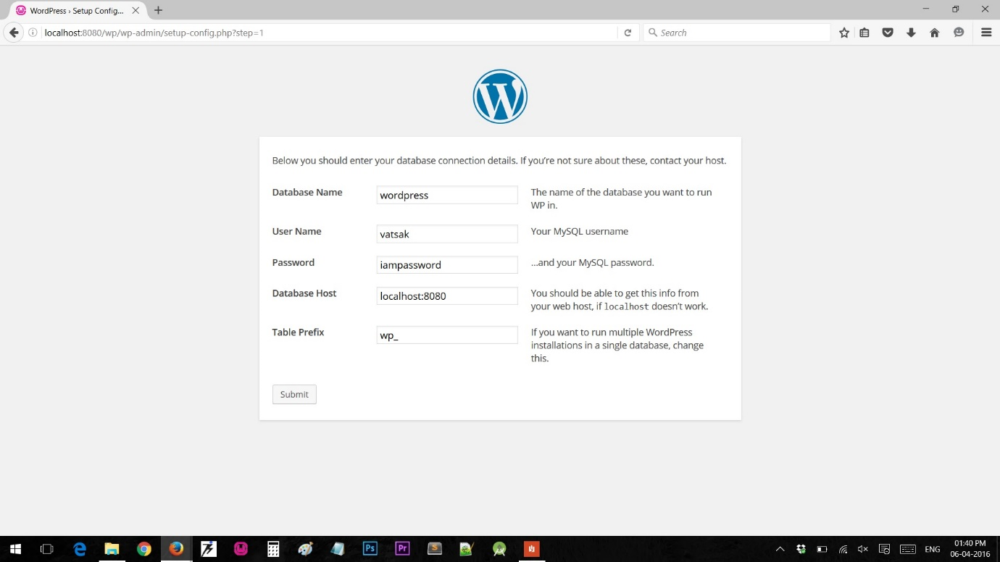 WordPress › Setup Config...
localhost:8080/wp/wp-admin/setup-config.php?step=1
Search
Below you should enter your database connection details. If you’re not sure about these, contact your host.
Database Name
wordpress
The name of the database you want to run
WP in.
User Name
vatsak
Your MySQL username
Password
iampassword
…and your MySQL password.
Database Host
localhost:8080
You should be able to get this info from
your web host, if localhost doesn’t work.
Table Prefix
wp_
If you want to run multiple WordPress
installations in a single database, change
this.
Submit
Ps
Pr
ENG
01:40 PM
06-04-2016